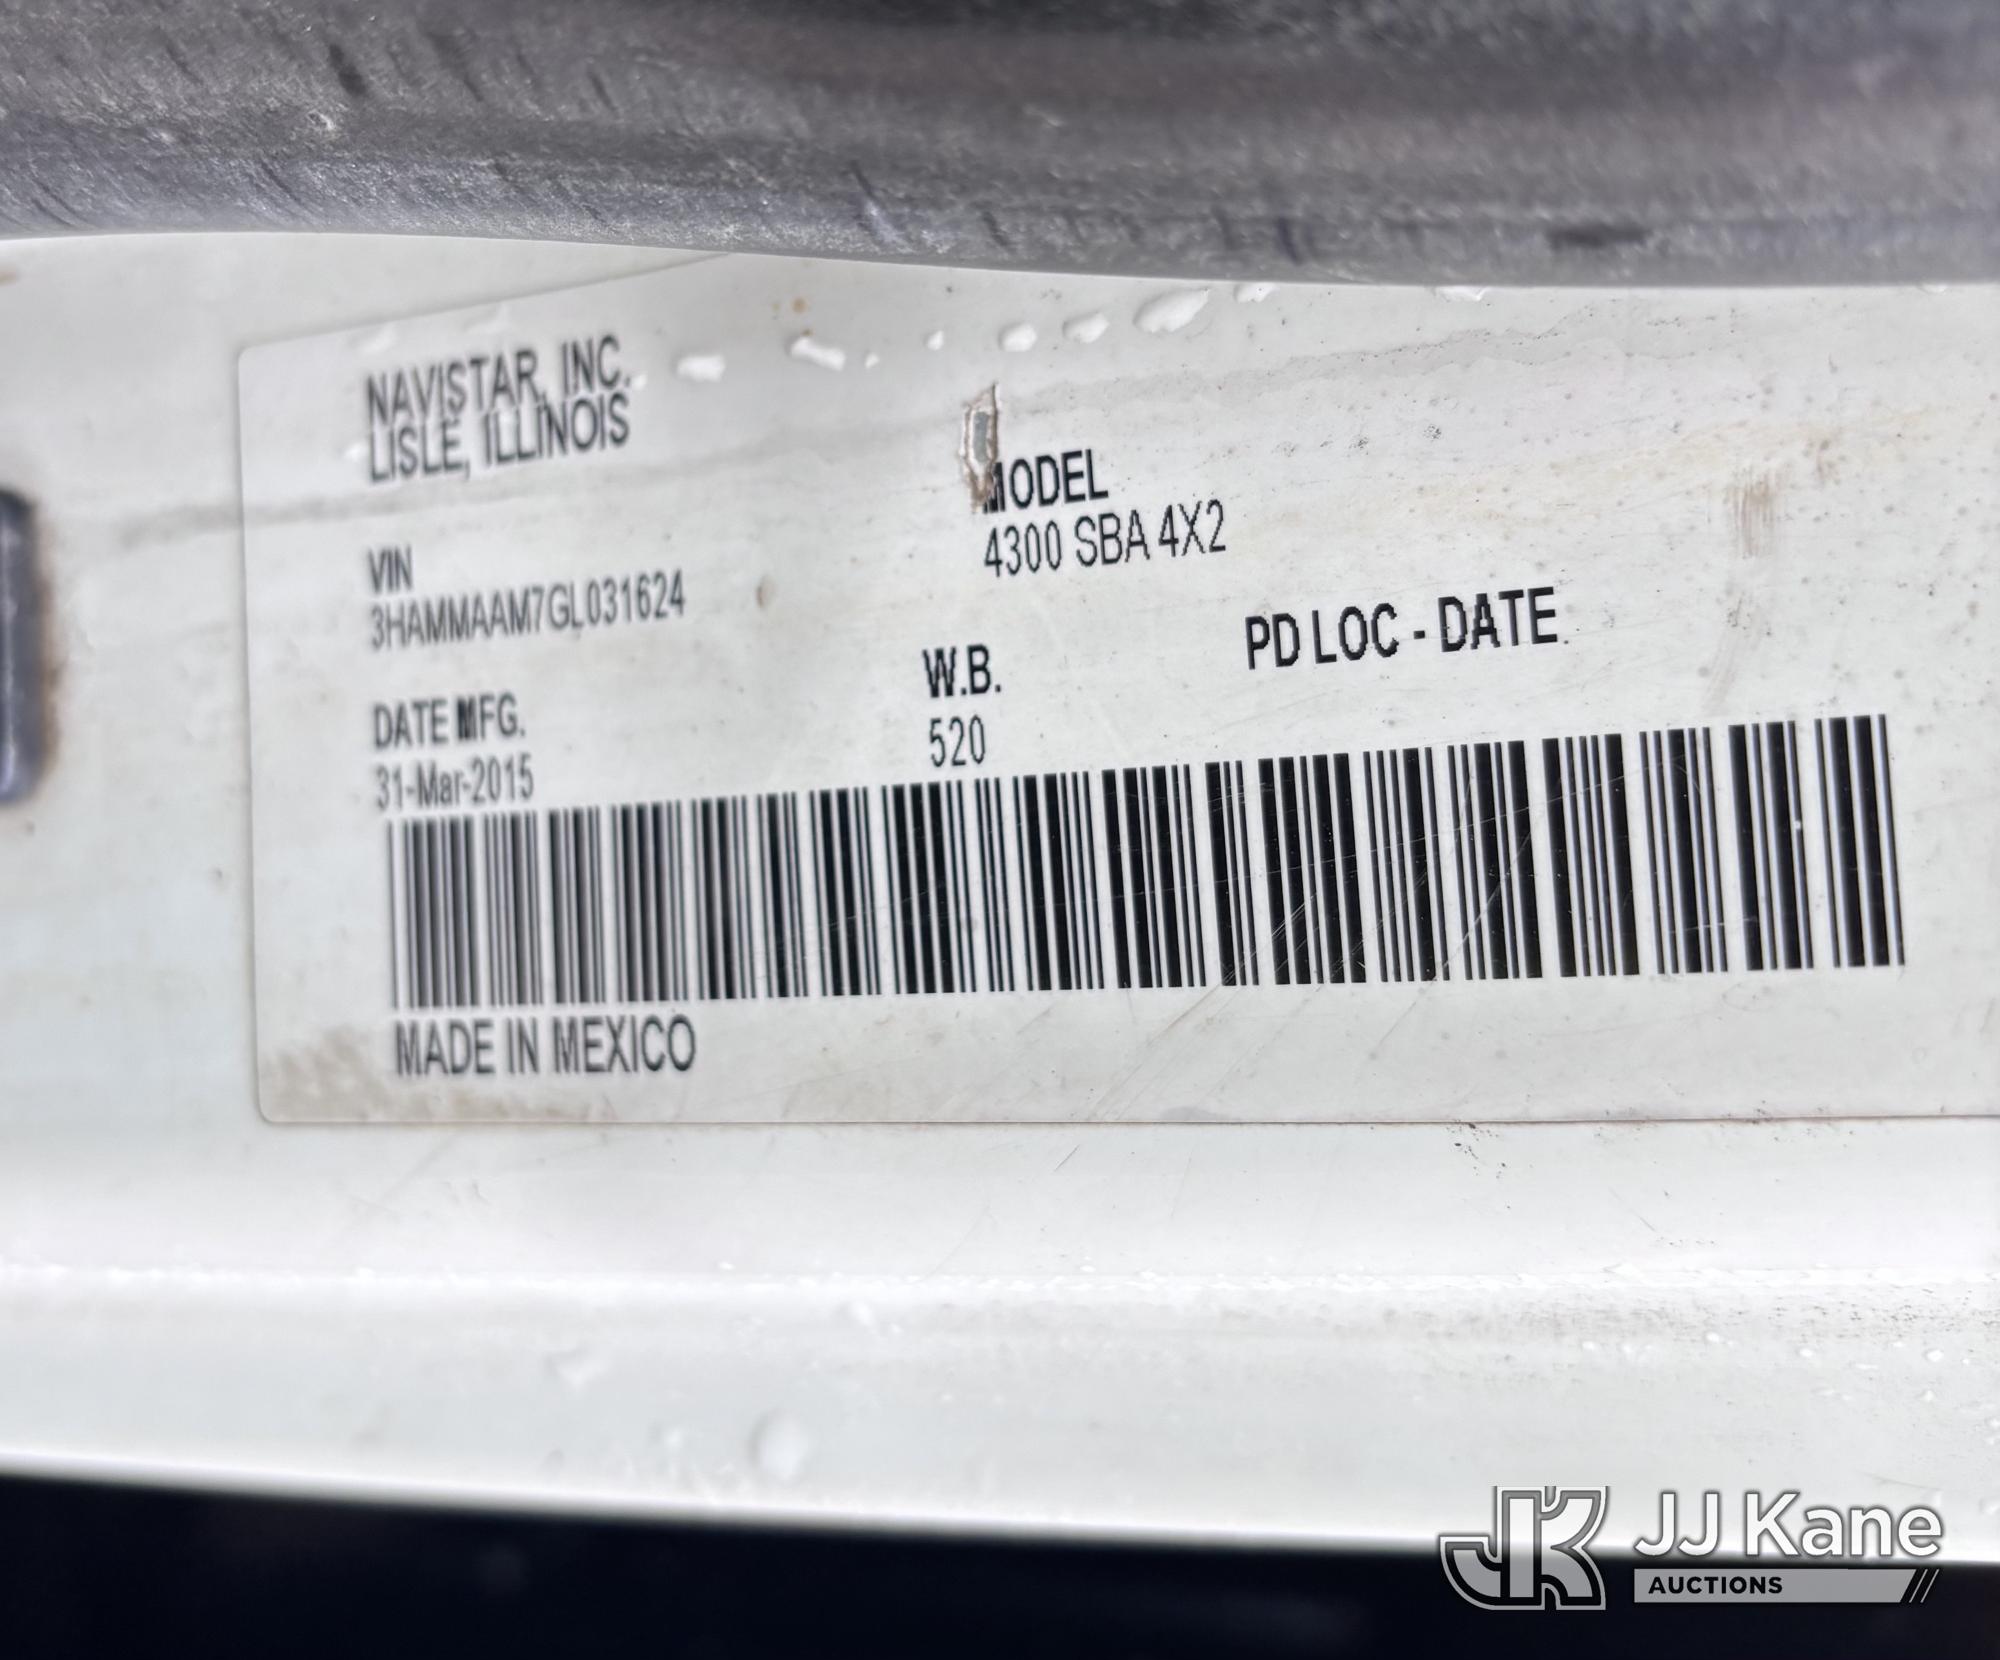 NAVISTAR, INC.
LISLE, ILLINOIS
MODEL
4300 SBA 4X2
VIN
3HAMMAAM7GL031624
W.B.
520
PD LOC - DATE
DATE MFG.
31-Mar-2015
MADE IN MEXICO
JK JJ Kane
AUCTIONS